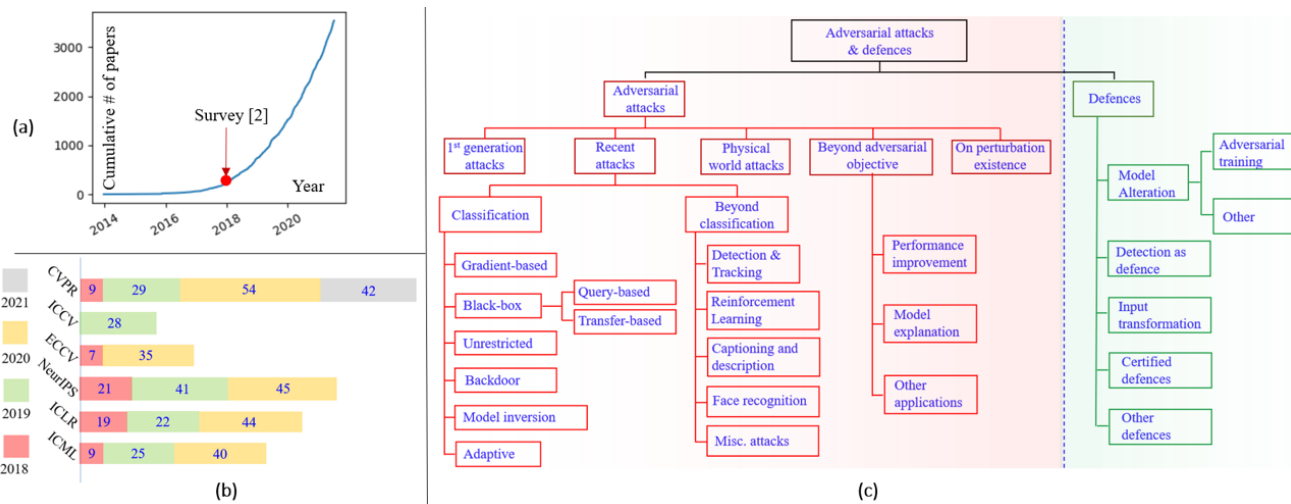 (a)
Cumulative # of papers
3000
2000
1000
0
Survey [2]
Year
2014
2016
2018
2020
2021
2020
2019
2018
CVPR
9
29
54
42
ICCV
28
ECCV
7
35
NeurIPS
21
41
45
ICLR
19
22
44
ICML
9
25
40
(b)
Adversarial attacks
& defences
Adversarial
attacks
Defences
1st generation
attacks
Recent
attacks
Physical
world attacks
Beyond adversarial
objective
On perturbation
existence
Classification
Gradient-based
Black-box
Query-based
Transfer-based
Unrestricted
Backdoor
Model inversion
Adaptive
Beyond
classification
Detection &
Tracking
Reinforcement
Learning
Captioning and
description
Face recognition
Misc. attacks
Performance
improvement
Model
explanation
Other
applications
Model
Alteration
Adversarial
training
Other
Detection as
defence
Input
transformation
Certified
defences
Other
defences
(c)